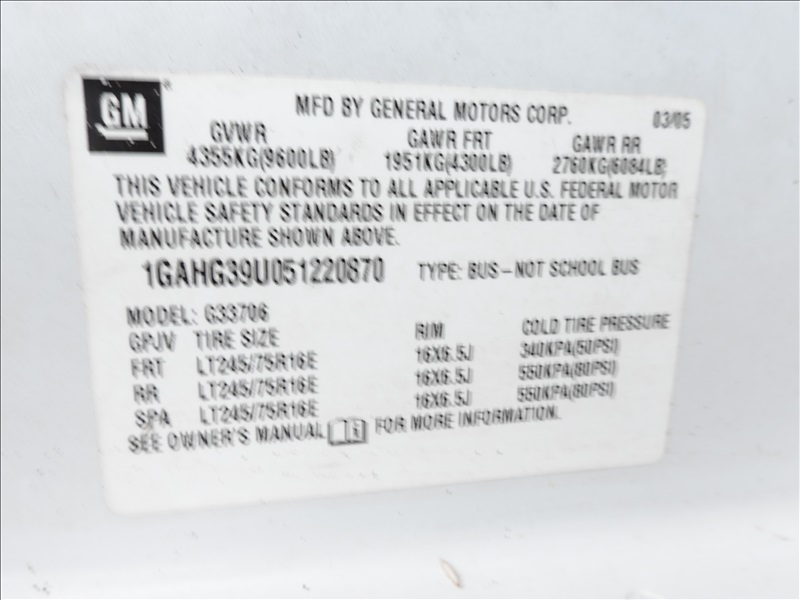 GM® MFD BY GENERAL MOTORS CORP. 03/05
GVWR GAWR FRT GAWR RR
4355KG(9600LB) 1951KG(4300LB) 2760KG(6084LB)
THIS VEHICLE CONFORMS TO ALL APPLICABLE U.S. FEDERAL MOTOR
VEHICLE SAFETY STANDARDS IN EFFECT ON THE DATE OF
MANUFACTURE SHOWN ABOVE.
1GAHG39U051220870 TYPE: BUS-NOT SCHOOL BUS
MODEL: G33706
GPJV TIRE SIZE RIM COLD TIRE PRESSURE
FRT LT245/75R16E 16X6.5J 340KPA(50PSI)
RR LT245/75R16E 16X6.5J 550KPA(80PSI)
SPA LT245/75R16E 16X6.5J 550KPA(80PSI)
SEE OWNER'S MANUAL i FOR MORE INFORMATION.